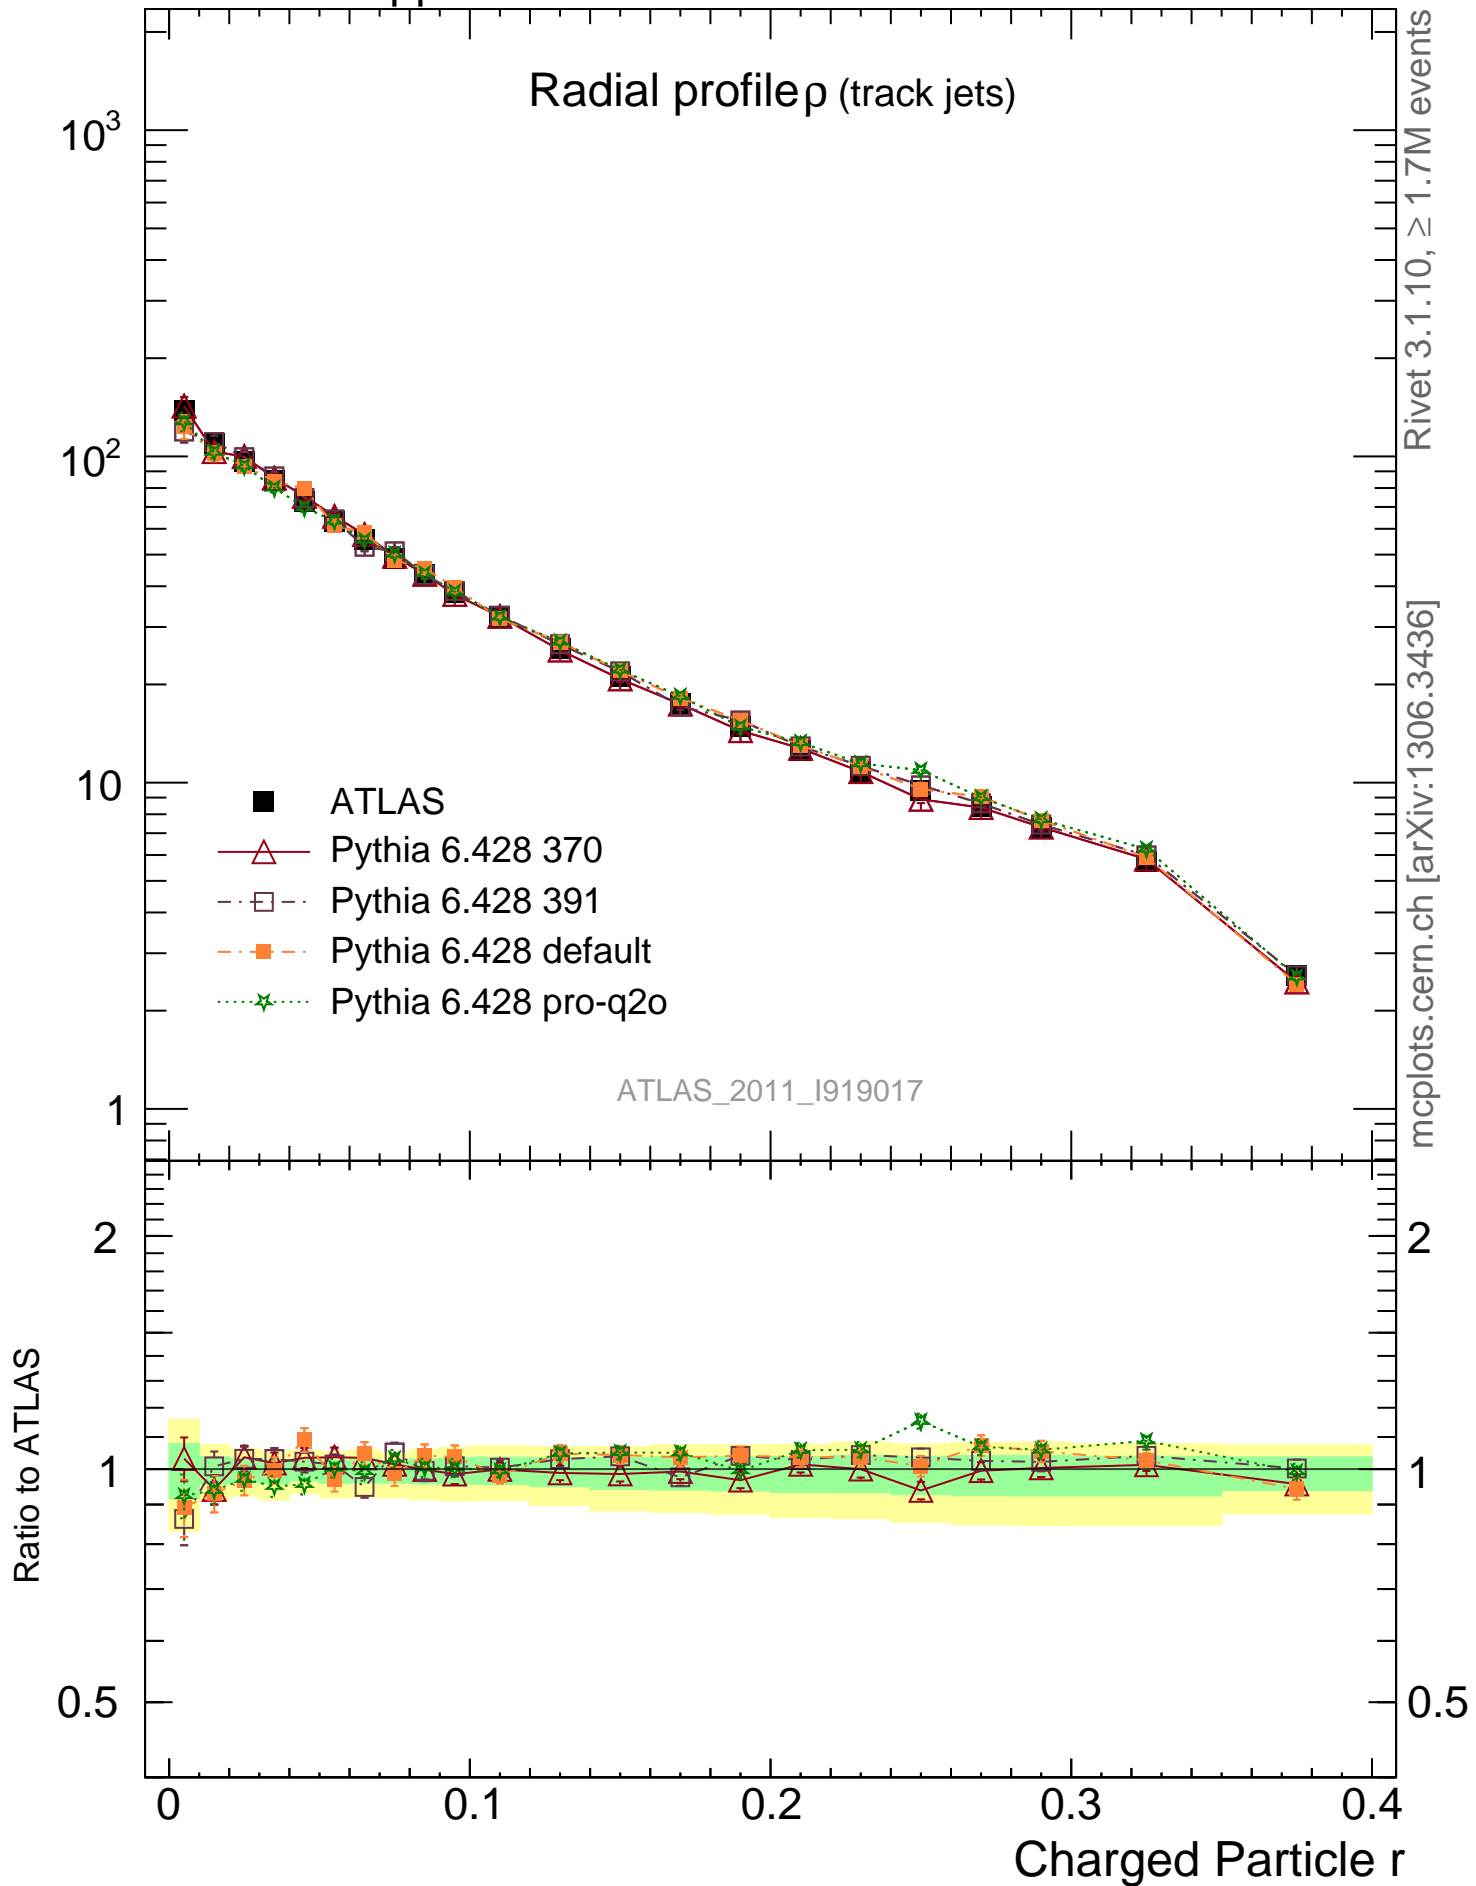 Radial profile ρ (track jets)
10³
10²
10
1
ATLAS
Pythia 6.428 370
Pythia 6.428 391
Pythia 6.428 default
Pythia 6.428 pro-q2o
ATLAS_2011_I919017
Rivet 3.1.10, ≥ 1.7M events
mcplots.cern.ch [arXiv:1306.3436]
Ratio to ATLAS
2
1
0.5
2
1
0.5
0
0.1
0.2
0.3
0.4
Charged Particle r